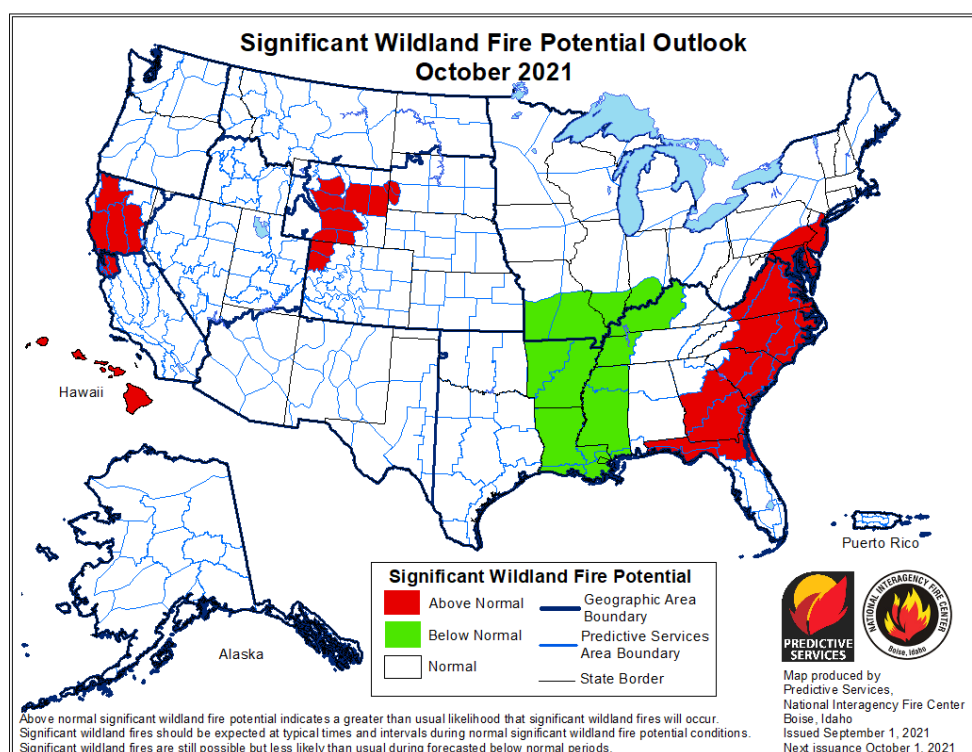 Significant Wildland Fire Potential Outlook
October 2021
Hawaii
Alaska
Puerto Rico
Significant Wildland Fire Potential
Above Normal
Below Normal
Normal
Geographic Area
Boundary
Predictive Services
Area Boundary
State Border
PREDICTIVE
SERVICES
NATIONAL INTERAGENCY FIRE CENTER
Boise, Idaho
Map produced by
Predictive Services,
National Interagency Fire Center
Boise, Idaho
Issued September 1, 2021
Next issuance October 1, 2021
Above normal significant wildland fire potential indicates a greater than usual likelihood that significant wildland fires will occur.
Significant wildland fires should be expected at typical times and intervals during normal significant wildland fire potential conditions.
Significant wildland fires are still possible but less likely than usual during forecasted below normal periods.